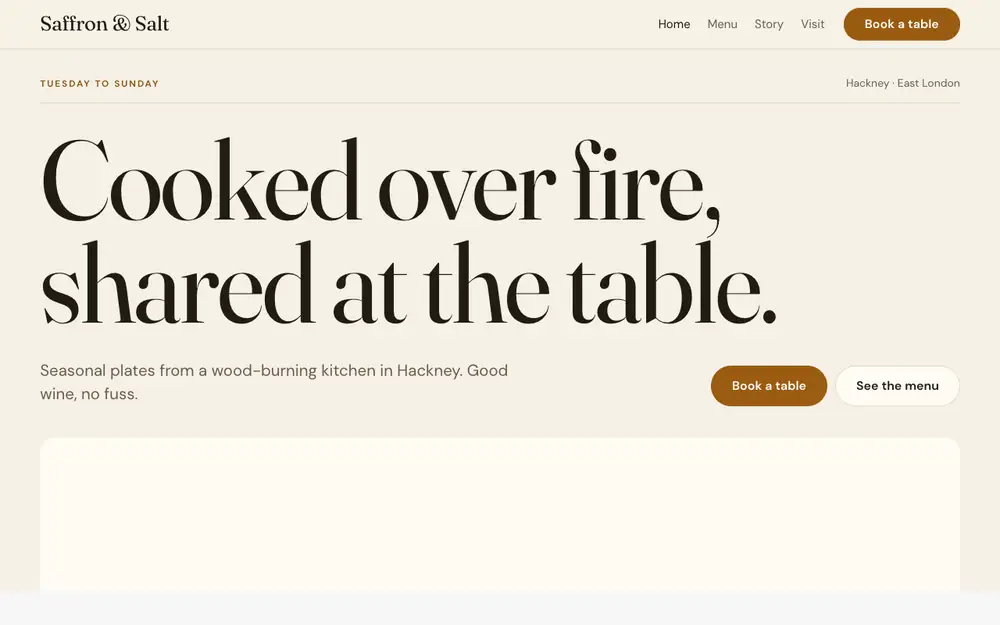 Saffron & Salt
Home
Menu
Story
Visit
Book a table
TUESDAY TO SUNDAY
Hackney · East London
Cooked over fire,
shared at the table.
Seasonal plates from a wood-burning kitchen in Hackney. Good
wine, no fuss.
Book a table
See the menu